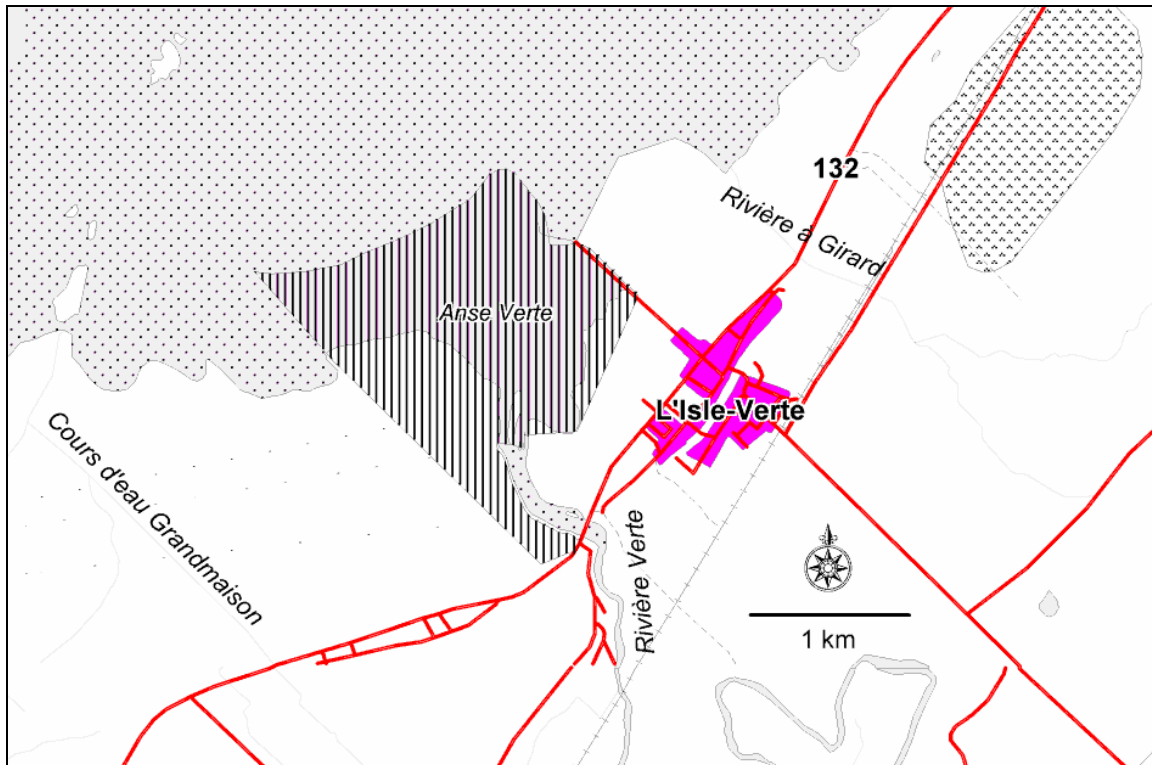 132
Rivière à Girard
Anse Verte
L'Isle-Verte
Cours d'eau Grandmaison
Rivière Verte
1 km